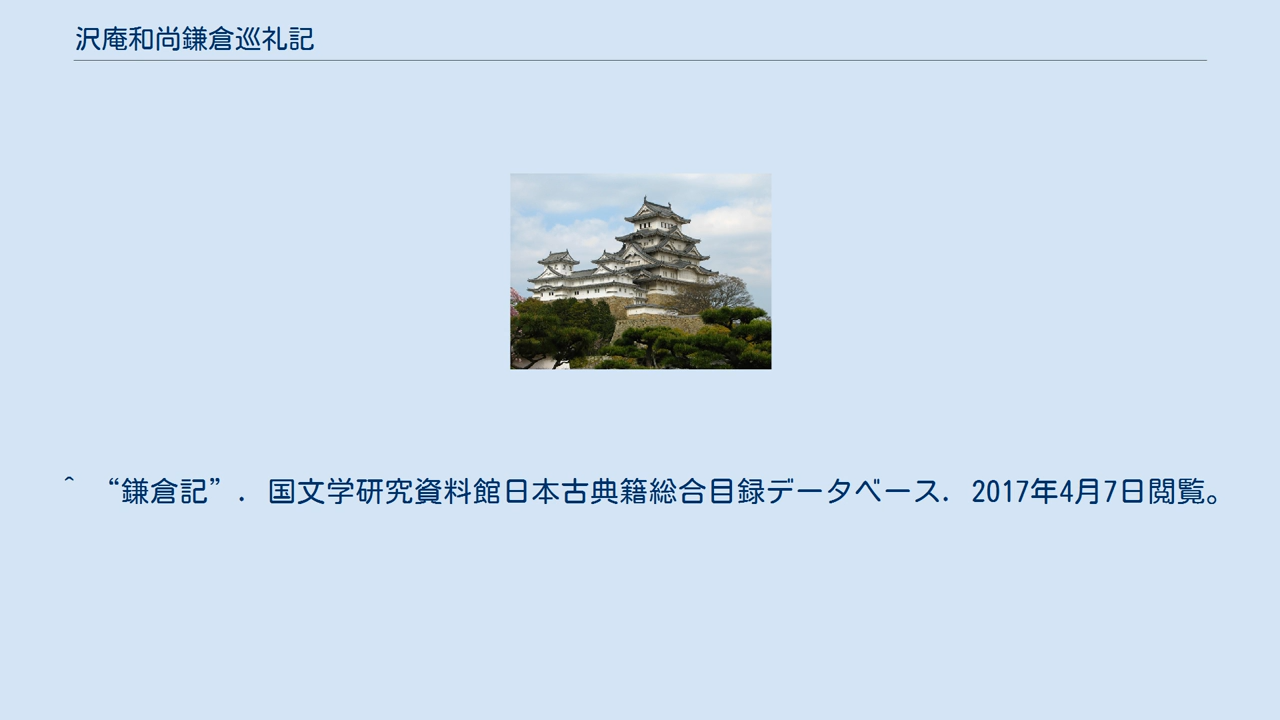 沢庵和尚鎌倉巡礼記
^ “鎌倉記”. 国文学研究資料館日本古典籍総合目録データベース. 2017年4月7日閲覧。